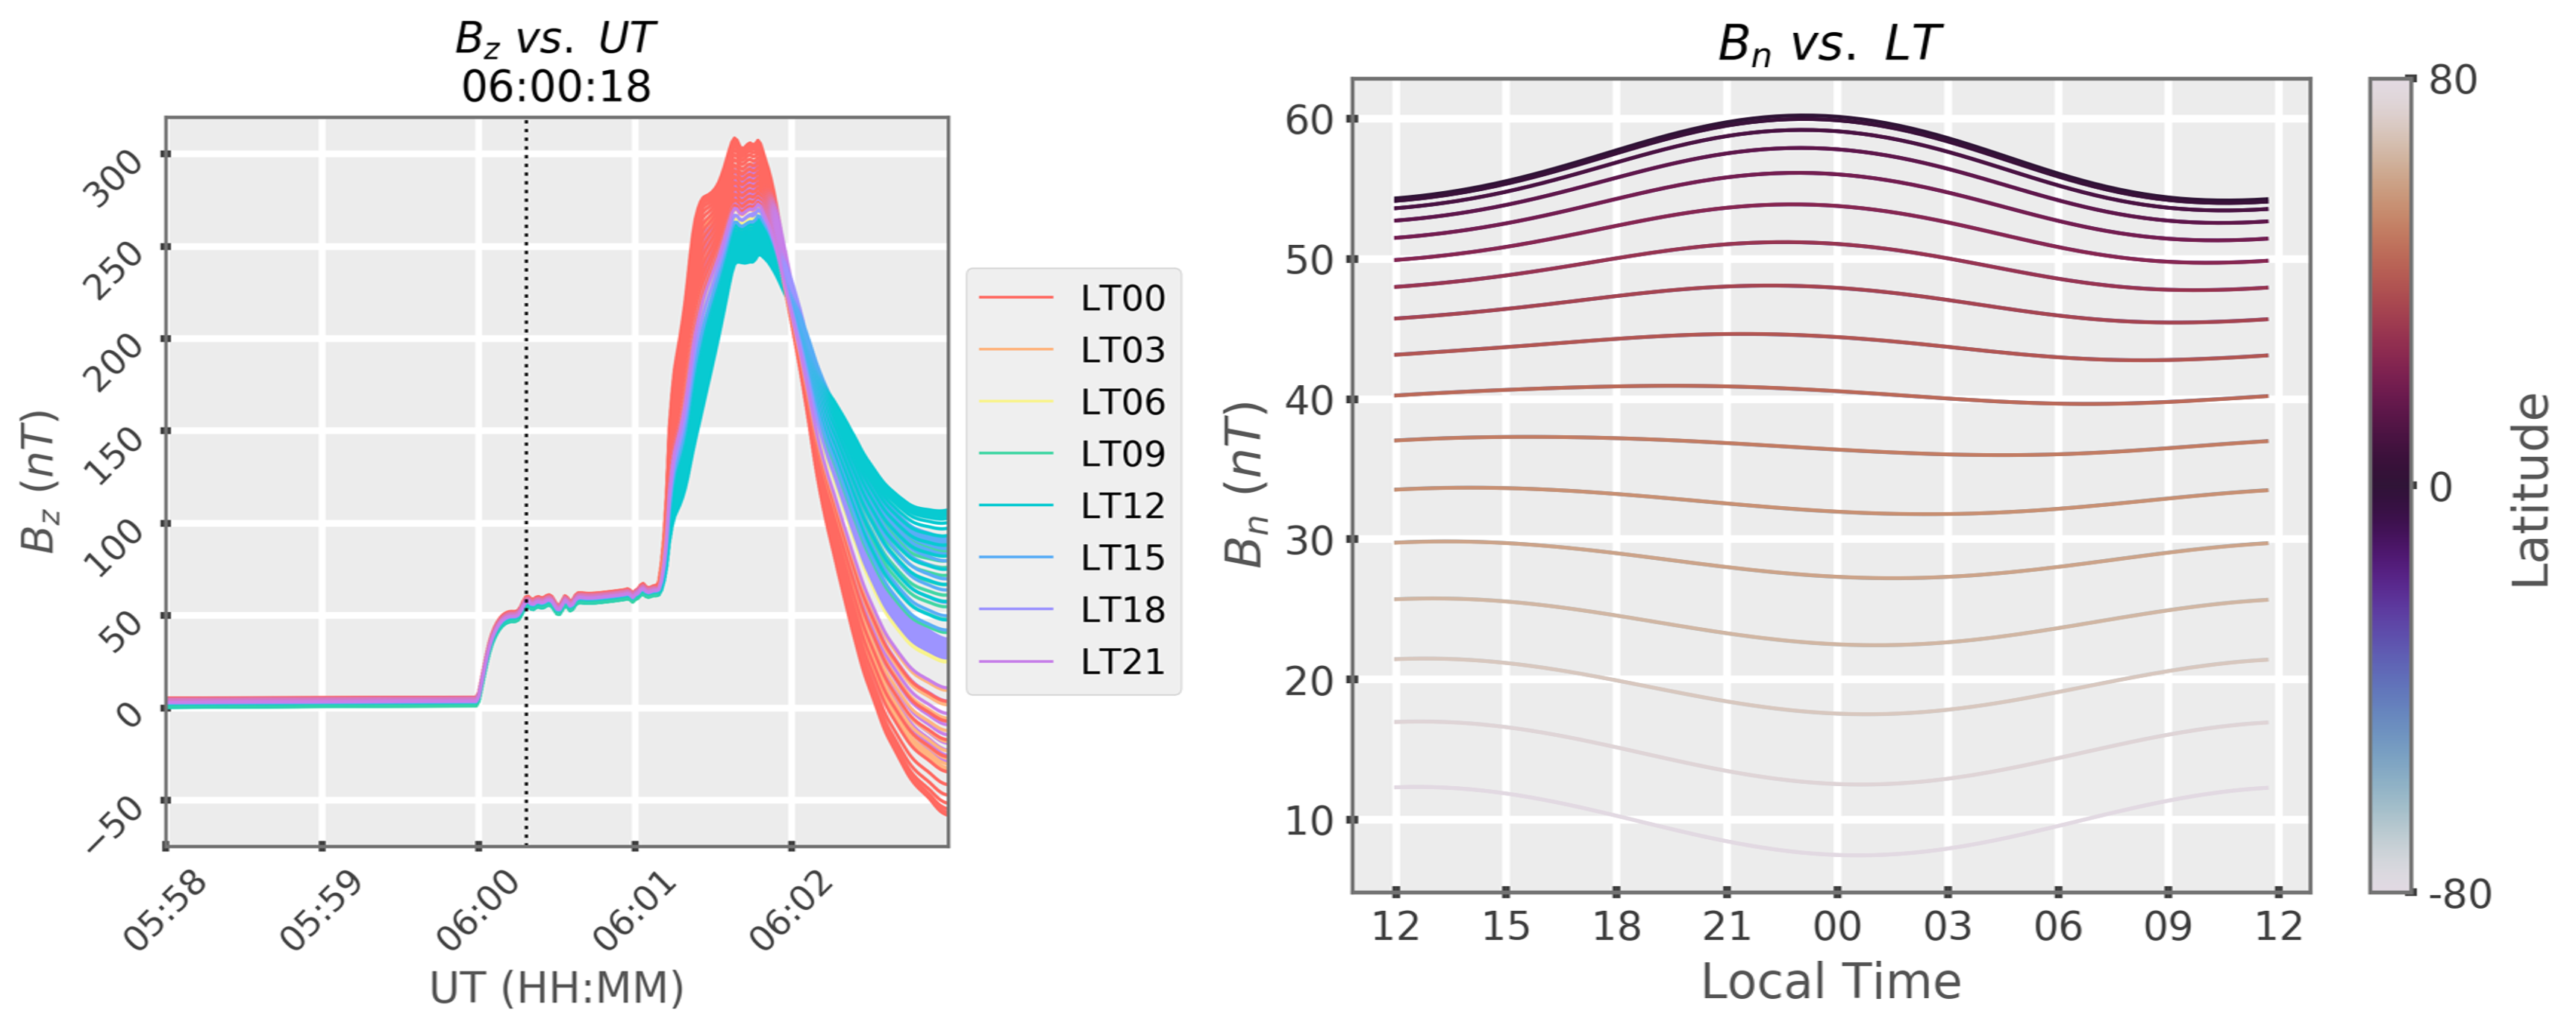 B_z vs. UT
06:00:18
B_z (nT)
300
250
200
150
100
50
0
−50
05:58
05:59
06:00
06:01
06:02
UT (HH:MM)
LT00
LT03
LT06
LT09
LT12
LT15
LT18
LT21
B_n vs. LT
B_n (nT)
60
50
40
30
20
10
12
15
18
21
00
03
06
09
12
Local Time
80
0
-80
Latitude